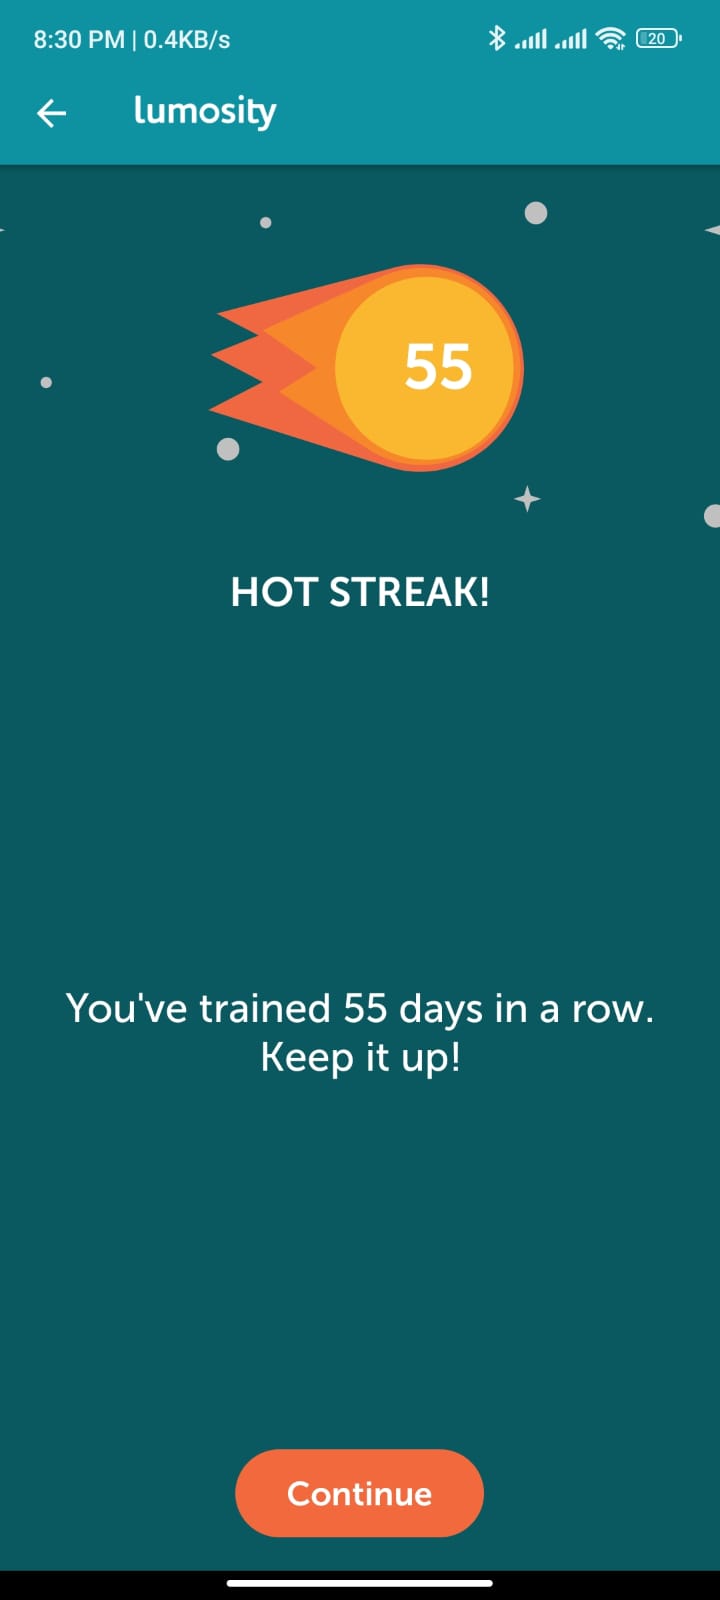 8:30 PM | 0.4KB/s 20
lumosity
55
HOT STREAK!
You've trained 55 days in a row.
Keep it up!
Continue